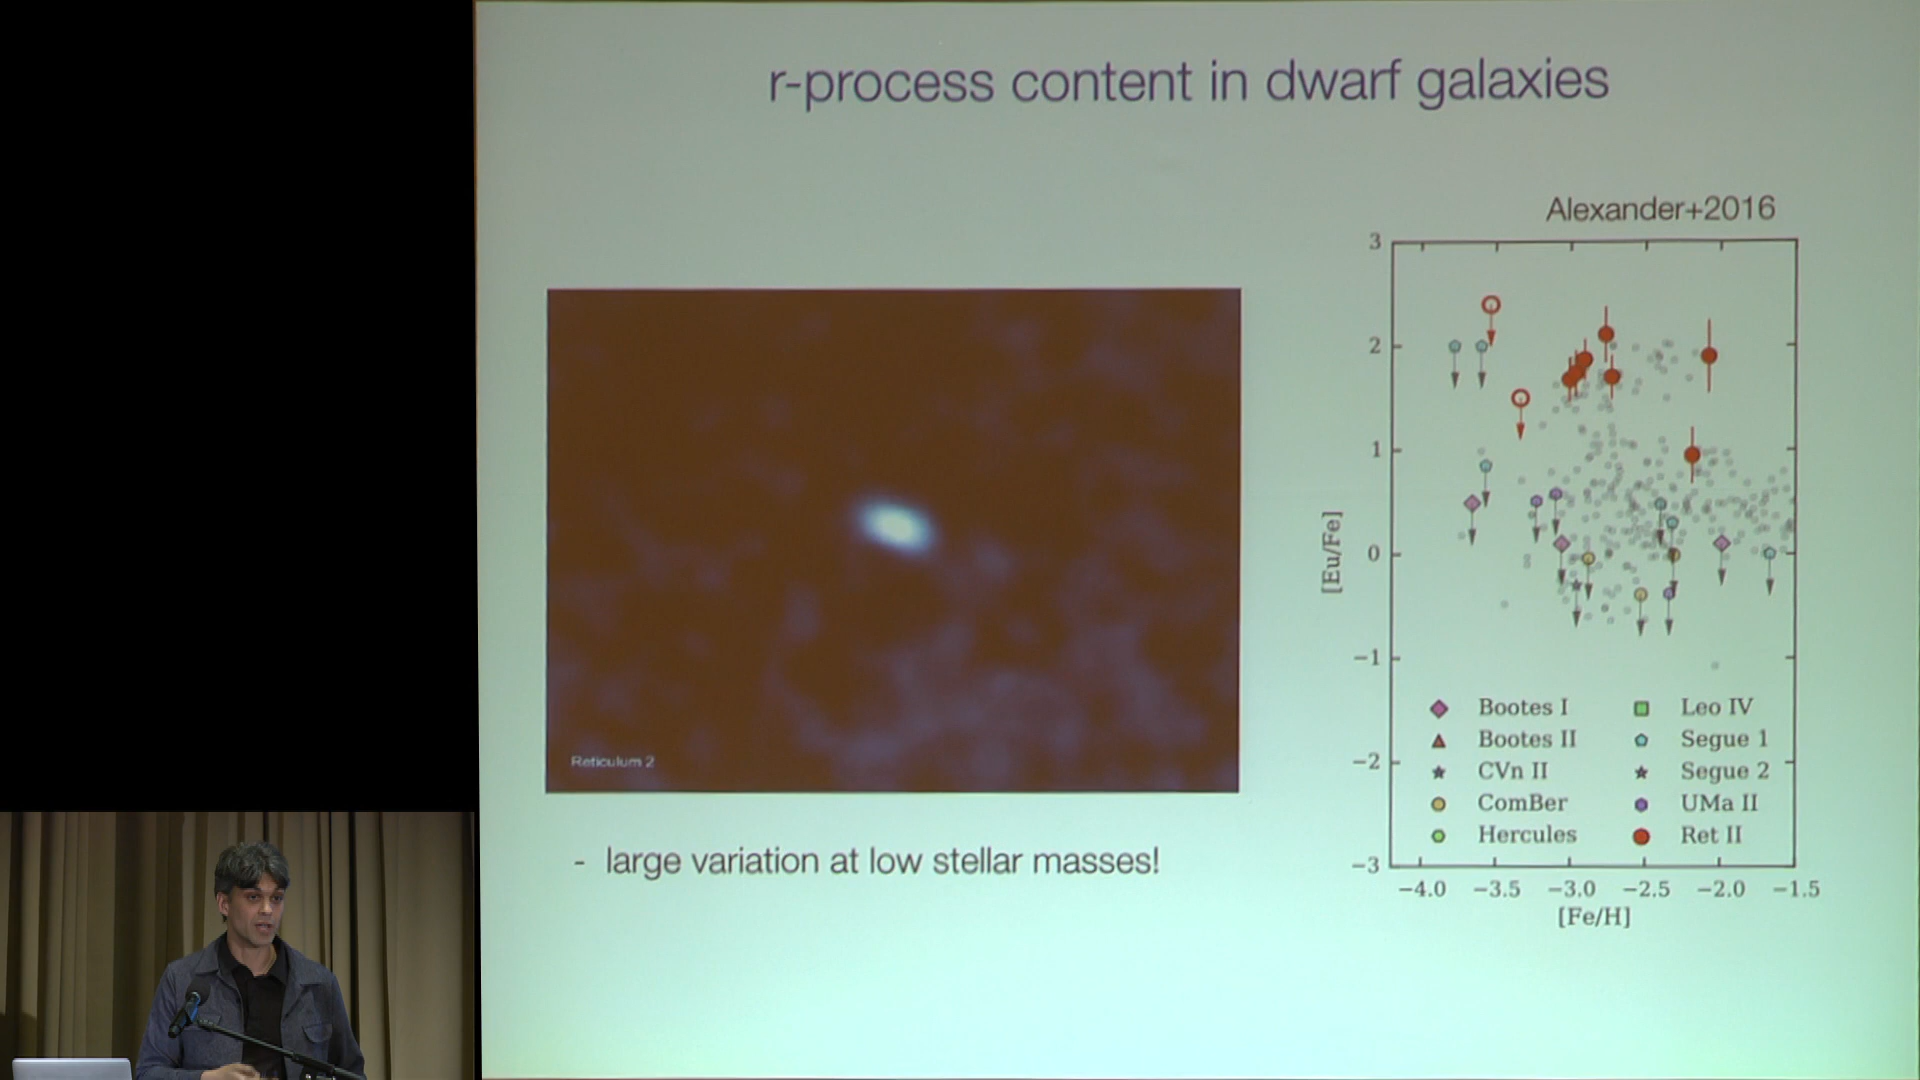 r-process content in dwarf galaxies
Alexander+2016
Reticulum 2
- large variation at low stellar masses!
[Eu/Fe]
3
2
1
0
−1
−2
−3
Bootes I
Bootes II
CVn II
ComBer
Hercules
Leo IV
Segue 1
Segue 2
UMa II
Ret II
−4.0 −3.5 −3.0 −2.5 −2.0 −1.5
[Fe/H]